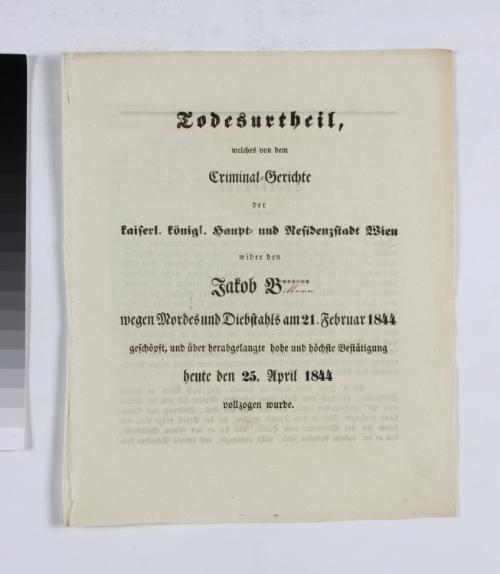 Todesurtheil,
welches von dem
Criminal-Gerichte
der
kaiserl. königl. Haupt- und Residenzstadt Wien
wider den
Jakob B******
wegen Mordes und Diebstahls am 21. Februar 1844
geschöpft, und über herabgelangte hohe und höchste Bestätigung
heute den 25. April 1844
vollzogen wurde.